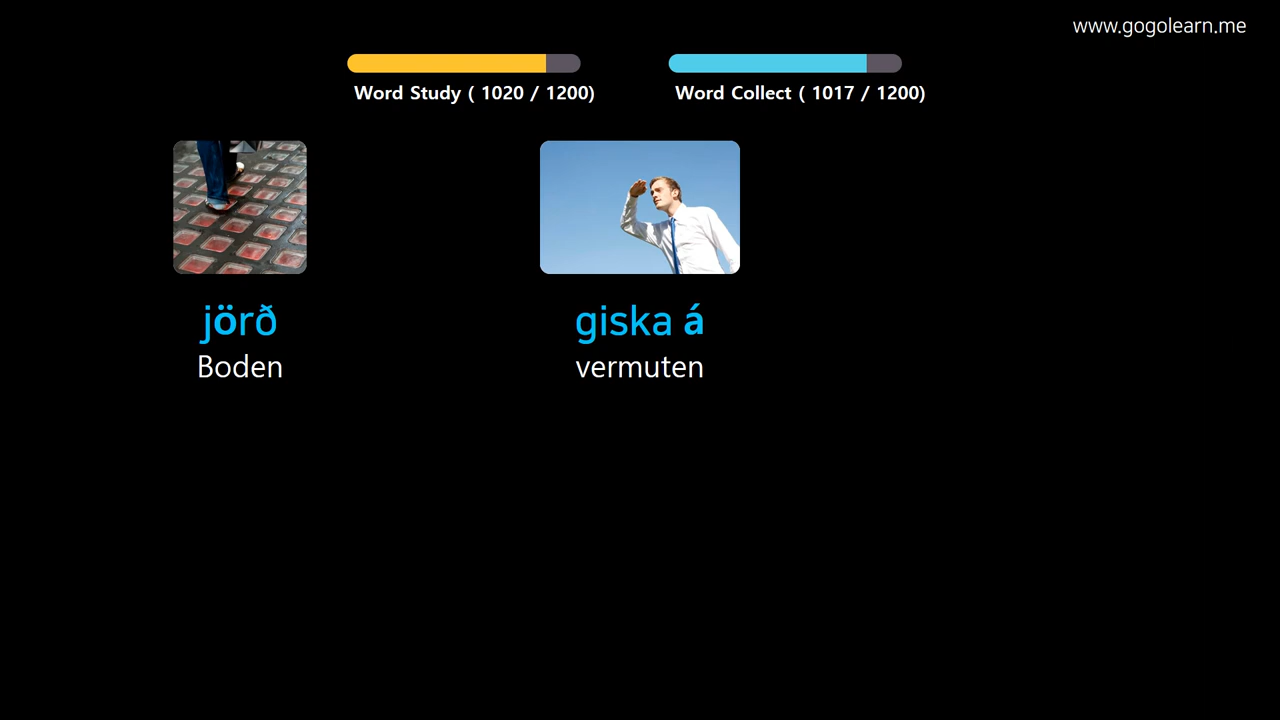 www.gogolearn.me
Word Study ( 1020 / 1200)
Word Collect ( 1017 / 1200)
jörð
Boden
giska á
vermuten